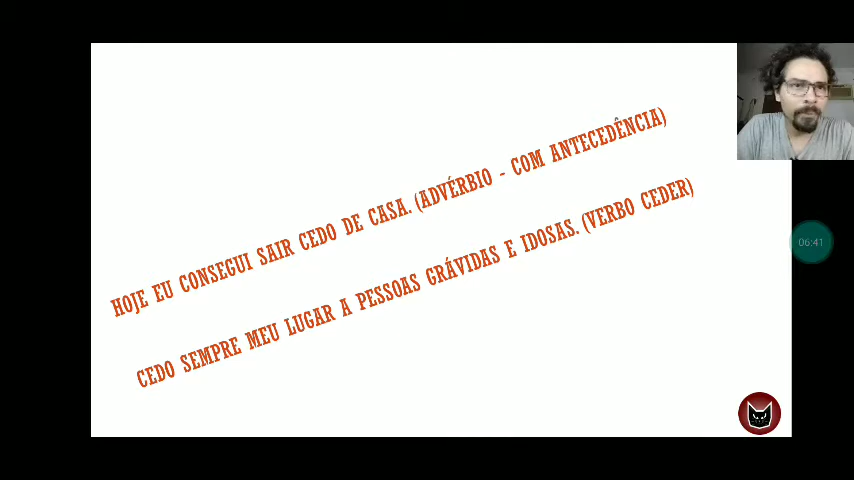 HOJE EU CONSEGUI SAIR CEDO DE CASA. (ADVÉRBIO - COM ANTECEDÊNCIA)
CEDO SEMPRE MEU LUGAR A PESSOAS GRÁVIDAS E IDOSAS. (VERBO CEDER)
06:41